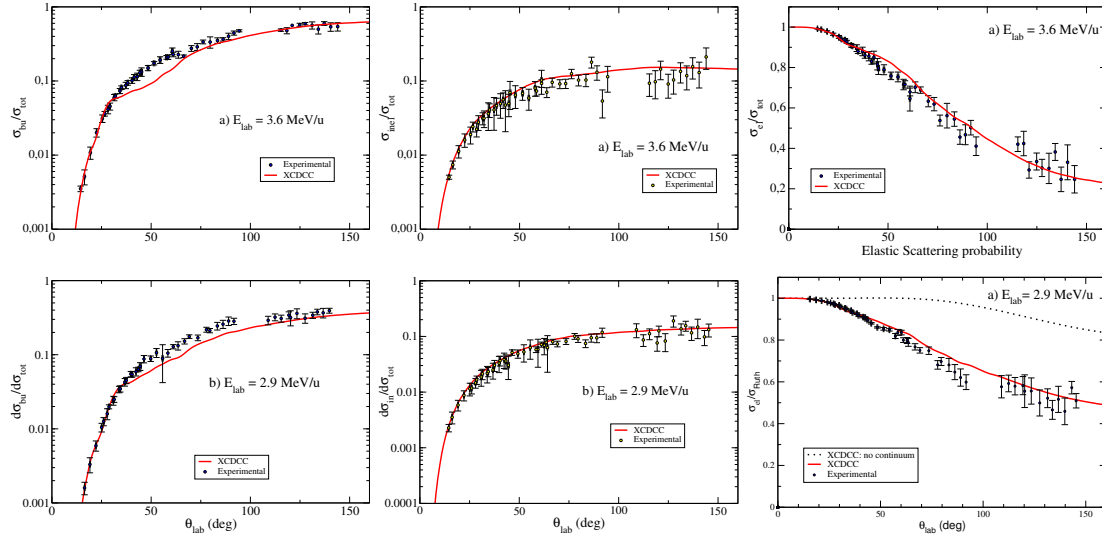 1
0,1
0,01
0,001
σbu/σtot
a) Elab = 3.6 MeV/u
Experimental
XCDCC
0 50 100 150
1
0,1
0,01
0,001
σinel/σtot
a) Elab = 3.6 MeV/u
XCDCC
Experimental
0 50 100 150
1
0,8
0,6
0,4
0,2
0
σel/σtot
a) Elab = 3.6 MeV/u
Experimental
XCDCC
0 50 100 150
Elastic Scattering probability
1
0.1
0.01
0.001
dσbu/dσtot
b) Elab = 2.9 MeV/u
XCDCC
Experimental
0 50 100 150
θlab (deg)
1
0.1
0.01
0.001
0.0001
dσin/dσtot
b) Elab = 2.9 MeV/u
XCDCC
Experimental
0 50 100 150
θlab (deg)
1
0.8
0.6
0.4
0.2
0
σel/σRuth
a) Elab = 2.9 MeV/u
XCDCC: no continuum
XCDCC
Experimental
0 50 100 150
θlab (deg)